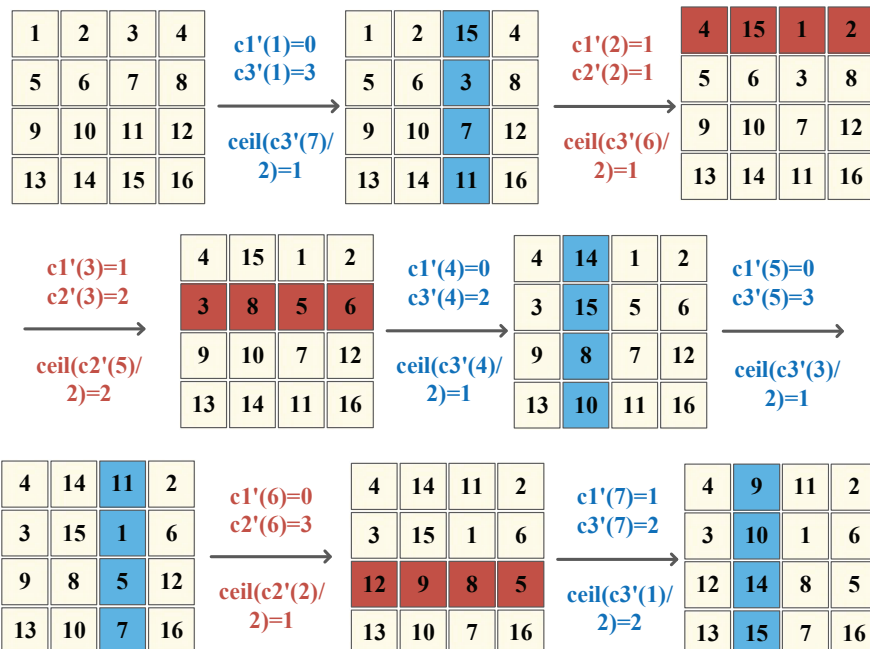 1 2 3 4 c1'(1)=0 1 2 15 4 c1'(2)=1 4 15 1 2
c3'(1)=3 c2'(2)=1
5 6 7 8 5 6 3 8 5 6 3 8
9 10 11 12 ceil(c3'(7)/ 9 10 7 12 ceil(c3'(6)/ 9 10 7 12
2)=1 2)=1
13 14 15 16 13 14 11 16 13 14 11 16
c1'(3)=1 4 15 1 2 c1'(4)=0 4 14 1 2 c1'(5)=0
c2'(3)=2 c3'(4)=2 c3'(5)=3
3 8 5 6 3 15 5 6
ceil(c2'(5)/ 9 10 7 12 ceil(c3'(4)/ 9 8 7 12 ceil(c3'(3)/
2)=2 2)=1 2)=1
13 14 11 16 13 10 11 16
4 14 11 2 c1'(6)=0 4 14 11 2 c1'(7)=1 4 9 11 2
c2'(6)=3 c3'(7)=2
3 15 1 6 3 15 1 6 3 10 1 6
9 8 5 12 ceil(c2'(2)/ 12 9 8 5 ceil(c3'(1)/ 12 14 8 5
2)=1 2)=2
13 10 7 16 13 10 7 16 13 15 7 16